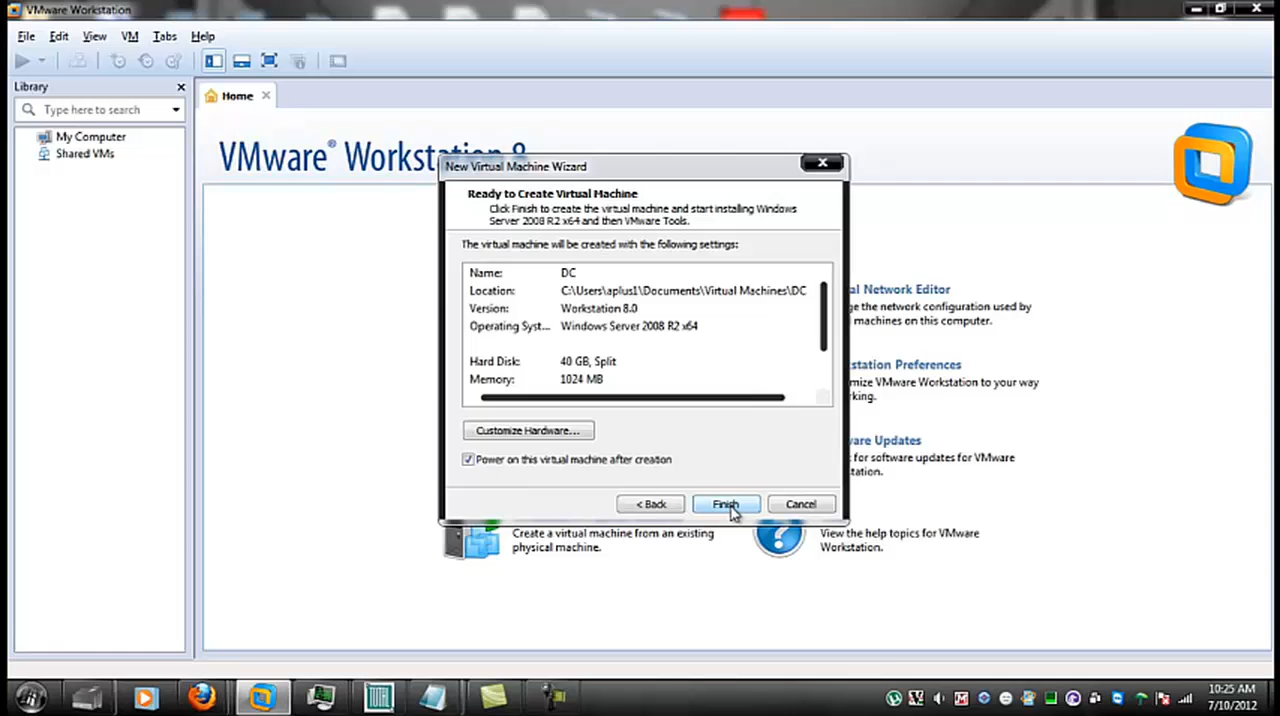 VMware Workstation
File Edit View VM Tabs Help
Library
Home
Type here to search
My Computer
Shared VMs
VMware® Workstation 8
New Virtual Machine Wizard
Ready to Create Virtual Machine
Click Finish to create the virtual machine and start installing Windows
Server 2008 R2 x64 and then VMware Tools.
The virtual machine will be created with the following settings:
Name: DC
Location: C:\Users\aplus1\Documents\Virtual Machines\DC
Version: Workstation 8.0
Operating Syst... Windows Server 2008 R2 x64
Hard Disk: 40 GB, Split
Memory: 1024 MB
Customize Hardware...
Power on this virtual machine after creation
< Back Finish Cancel
al Network Editor
ge the network configuration used by
machines on this computer.
station Preferences
mize VMware Workstation to your way
king.
are Updates
for software updates for VMware
station.
Create a virtual machine from an existing
physical machine.
View the help topics for VMware
Workstation.
10:25 AM
7/10/2012